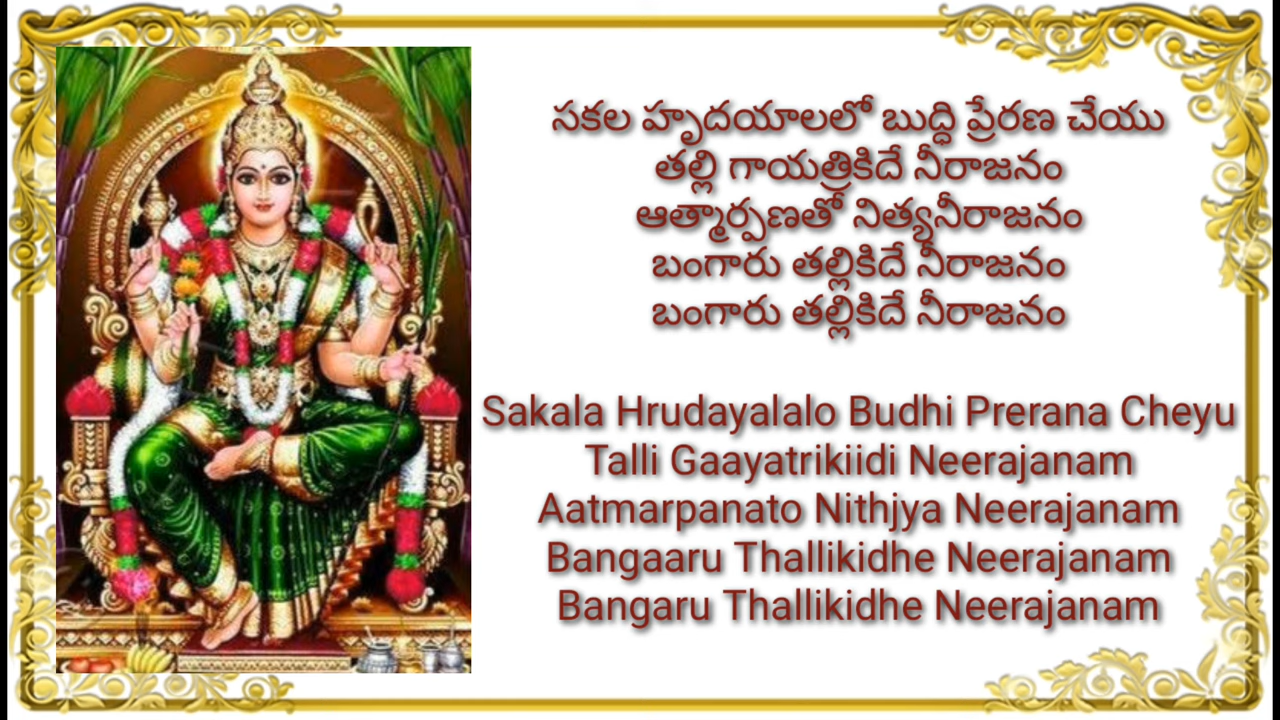 సకల హృదయాలలో బుద్ధి ప్రేరణ చేయు
తల్లి గాయత్రికిదే నీరాజనం
ఆత్మార్పణతో నిత్యనీరాజనం
బంగారు తల్లికిదే నీరాజనం
బంగారు తల్లికిదే నీరాజనం
Sakala Hrudayalalo Budhi Prerana Cheyu
Talli Gaayatrikiidi Neerajanam
Aatmarpanato Nithjya Neerajanam
Bangaaru Thallikidhe Neerajanam
Bangaru Thallikidhe Neerajanam